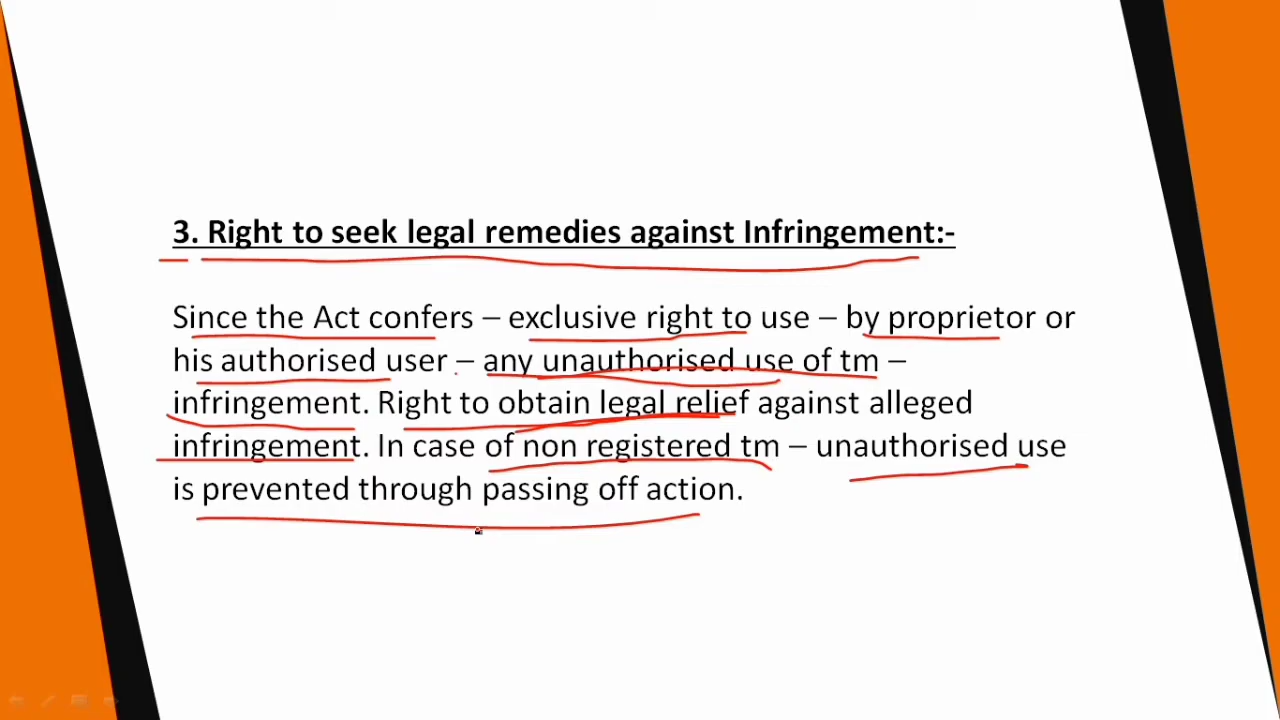 3. Right to seek legal remedies against Infringement:-
Since the Act confers – exclusive right to use – by proprietor or
his authorised user – any unauthorised use of tm –
infringement. Right to obtain legal relief against alleged
infringement. In case of non registered tm – unauthorised use
is prevented through passing off action.